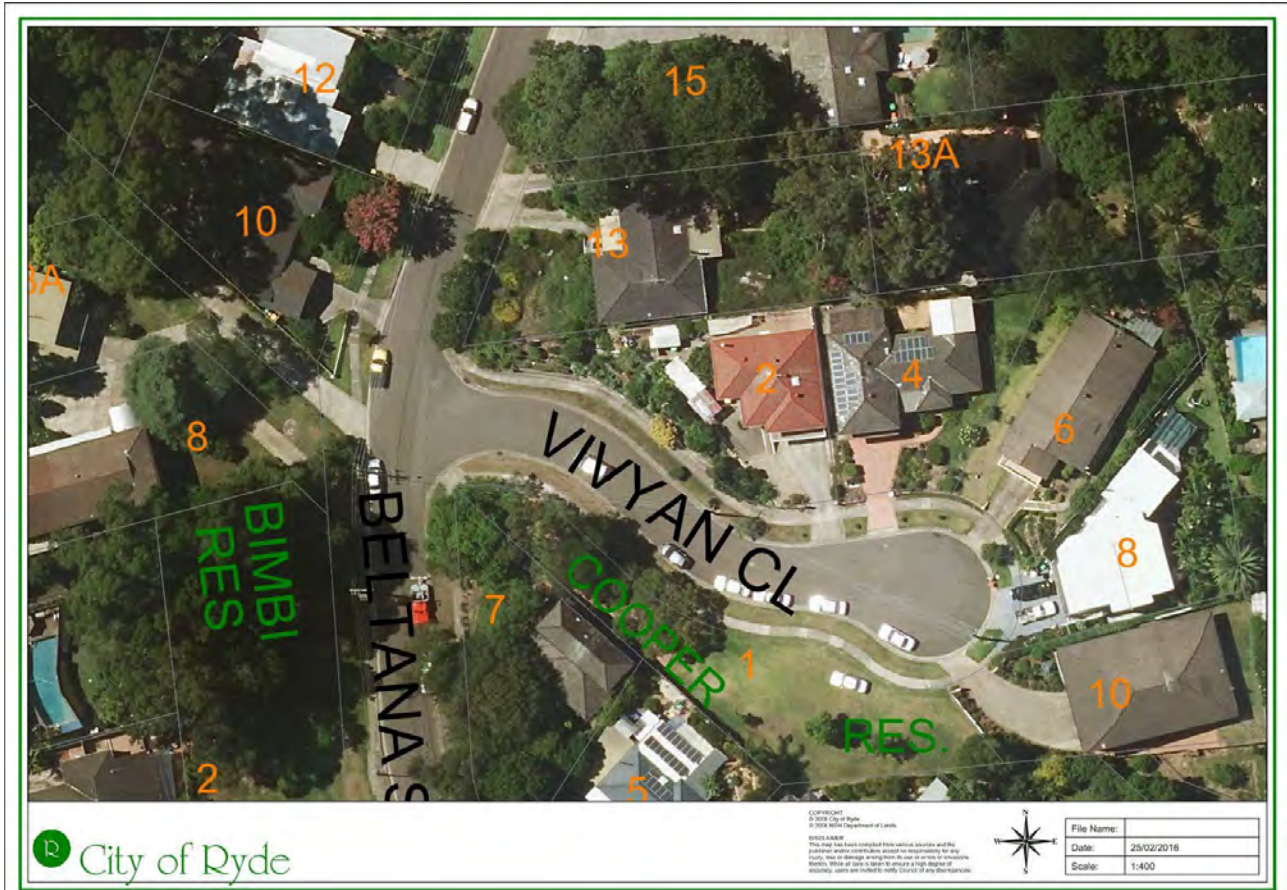 12
15
13A
10
13
3A
2
4
8
6
VIVYAN CL
BIMBI
RES
BELTANA S
8
7
COOPER
RES.
1
10
2
5
City of Ryde
COPYRIGHT
DISCLAIMER
N
W
E
S
File Name:
Date: 25/02/2016
Scale: 1:400